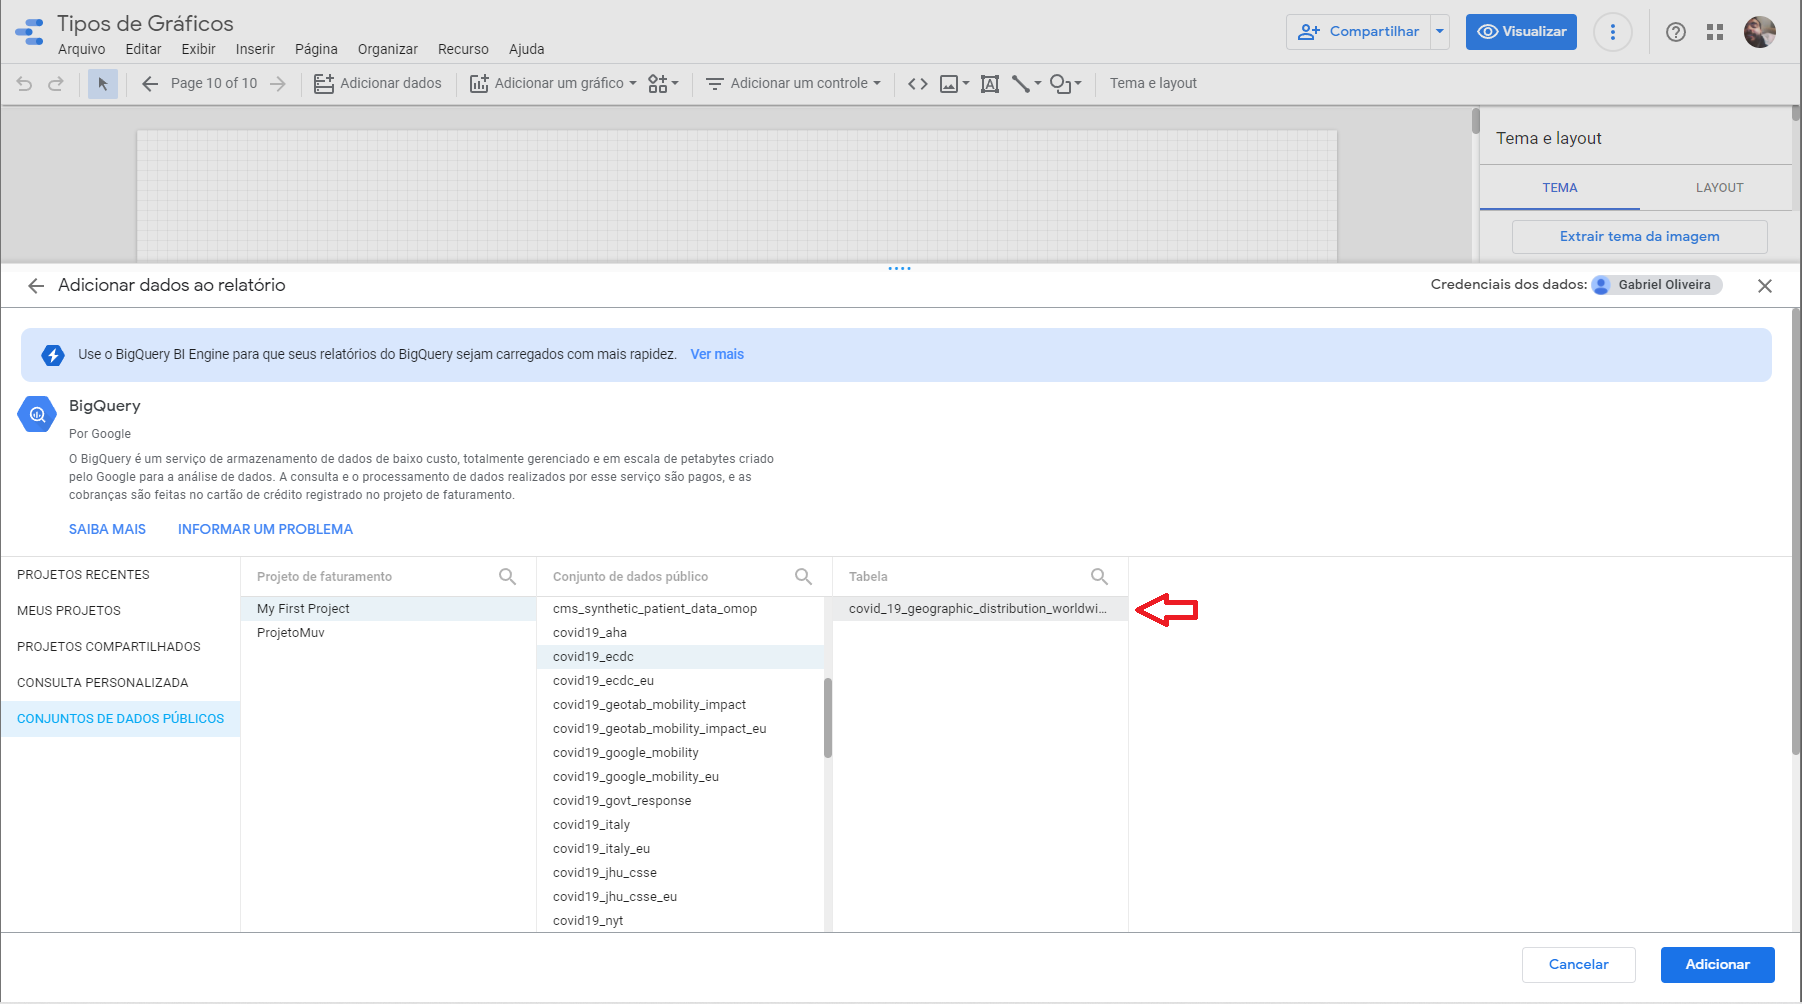 Tipos de Gráficos
Arquivo Editar Exibir Inserir Página Organizar Recurso Ajuda
Compartilhar
Visualizar
Page 10 of 10
Adicionar dados
Adicionar um gráfico
Adicionar um controle
Tema e layout
Tema e layout
TEMA
LAYOUT
Extrair tema da imagem
Adicionar dados ao relatório
Credenciais dos dados: Gabriel Oliveira
Use o BigQuery BI Engine para que seus relatórios do BigQuery sejam carregados com mais rapidez. Ver mais
BigQuery
Por Google
O BigQuery é um serviço de armazenamento de dados de baixo custo, totalmente gerenciado e em escala de petabytes criado
pelo Google para a análise de dados. A consulta e o processamento de dados realizados por esse serviço são pagos, e as
cobranças são feitas no cartão de crédito registrado no projeto de faturamento.
SAIBA MAIS INFORMAR UM PROBLEMA
PROJETOS RECENTES
MEUS PROJETOS
PROJETOS COMPARTILHADOS
CONSULTA PERSONALIZADA
CONJUNTOS DE DADOS PÚBLICOS
Projeto de faturamento
My First Project
ProjetoMuv
Conjunto de dados público
cms_synthetic_patient_data_omop
covid19_aha
covid19_ecdc
covid19_ecdc_eu
covid19_geotab_mobility_impact
covid19_geotab_mobility_impact_eu
covid19_google_mobility
covid19_google_mobility_eu
covid19_govt_response
covid19_italy
covid19_italy_eu
covid19_jhu_csse
covid19_jhu_csse_eu
covid19_nyt
Tabela
covid_19_geographic_distribution_worldwi...
Cancelar
Adicionar